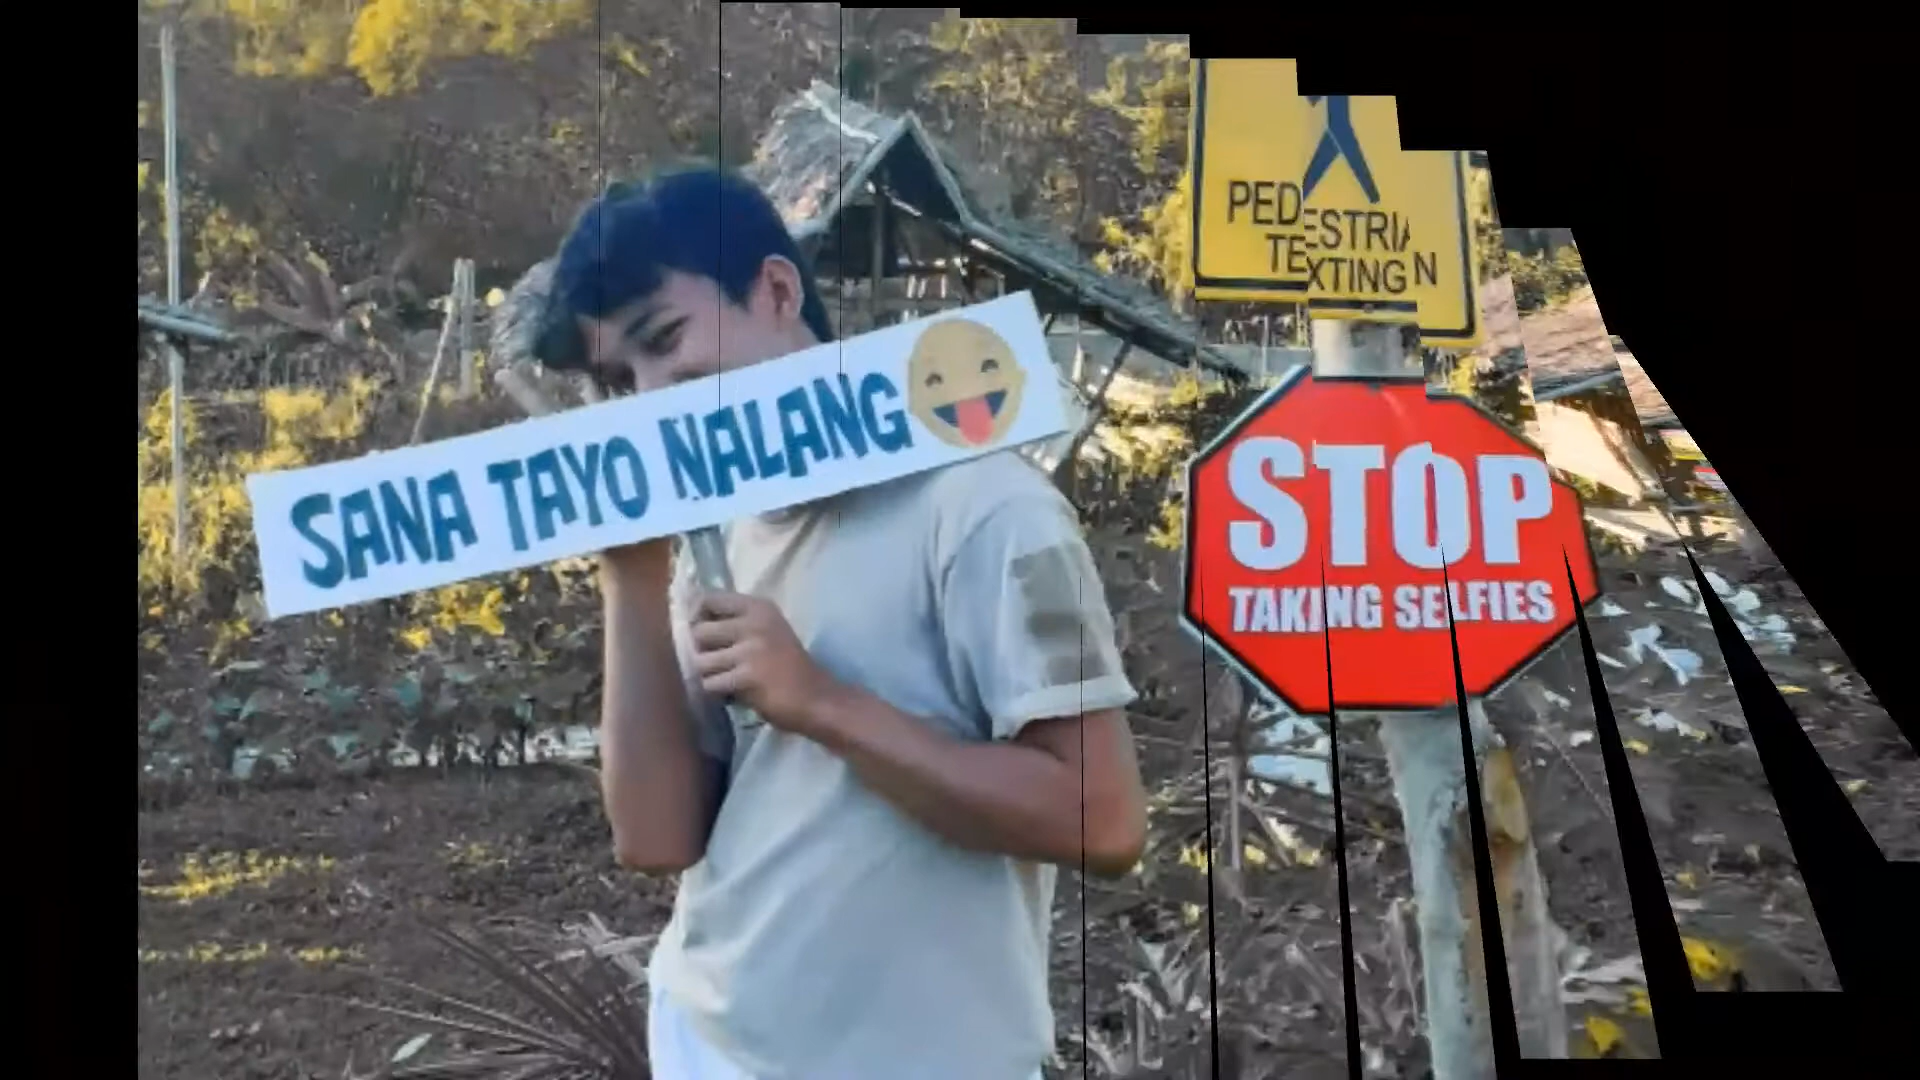 SANA TAYO NALANG
PEDESTRIAN
TEXTING
STOP
TAKING SELFIES